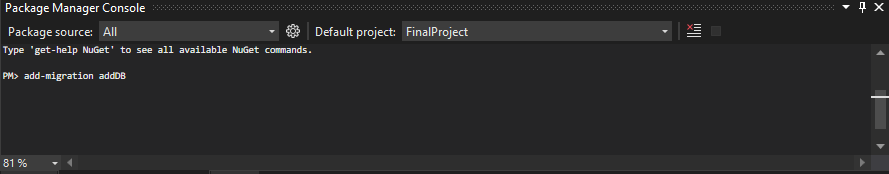 Package Manager Console
Package source: All Default project: FinalProject
Type 'get-help NuGet' to see all available NuGet commands.
PM> add-migration addDB
81 %